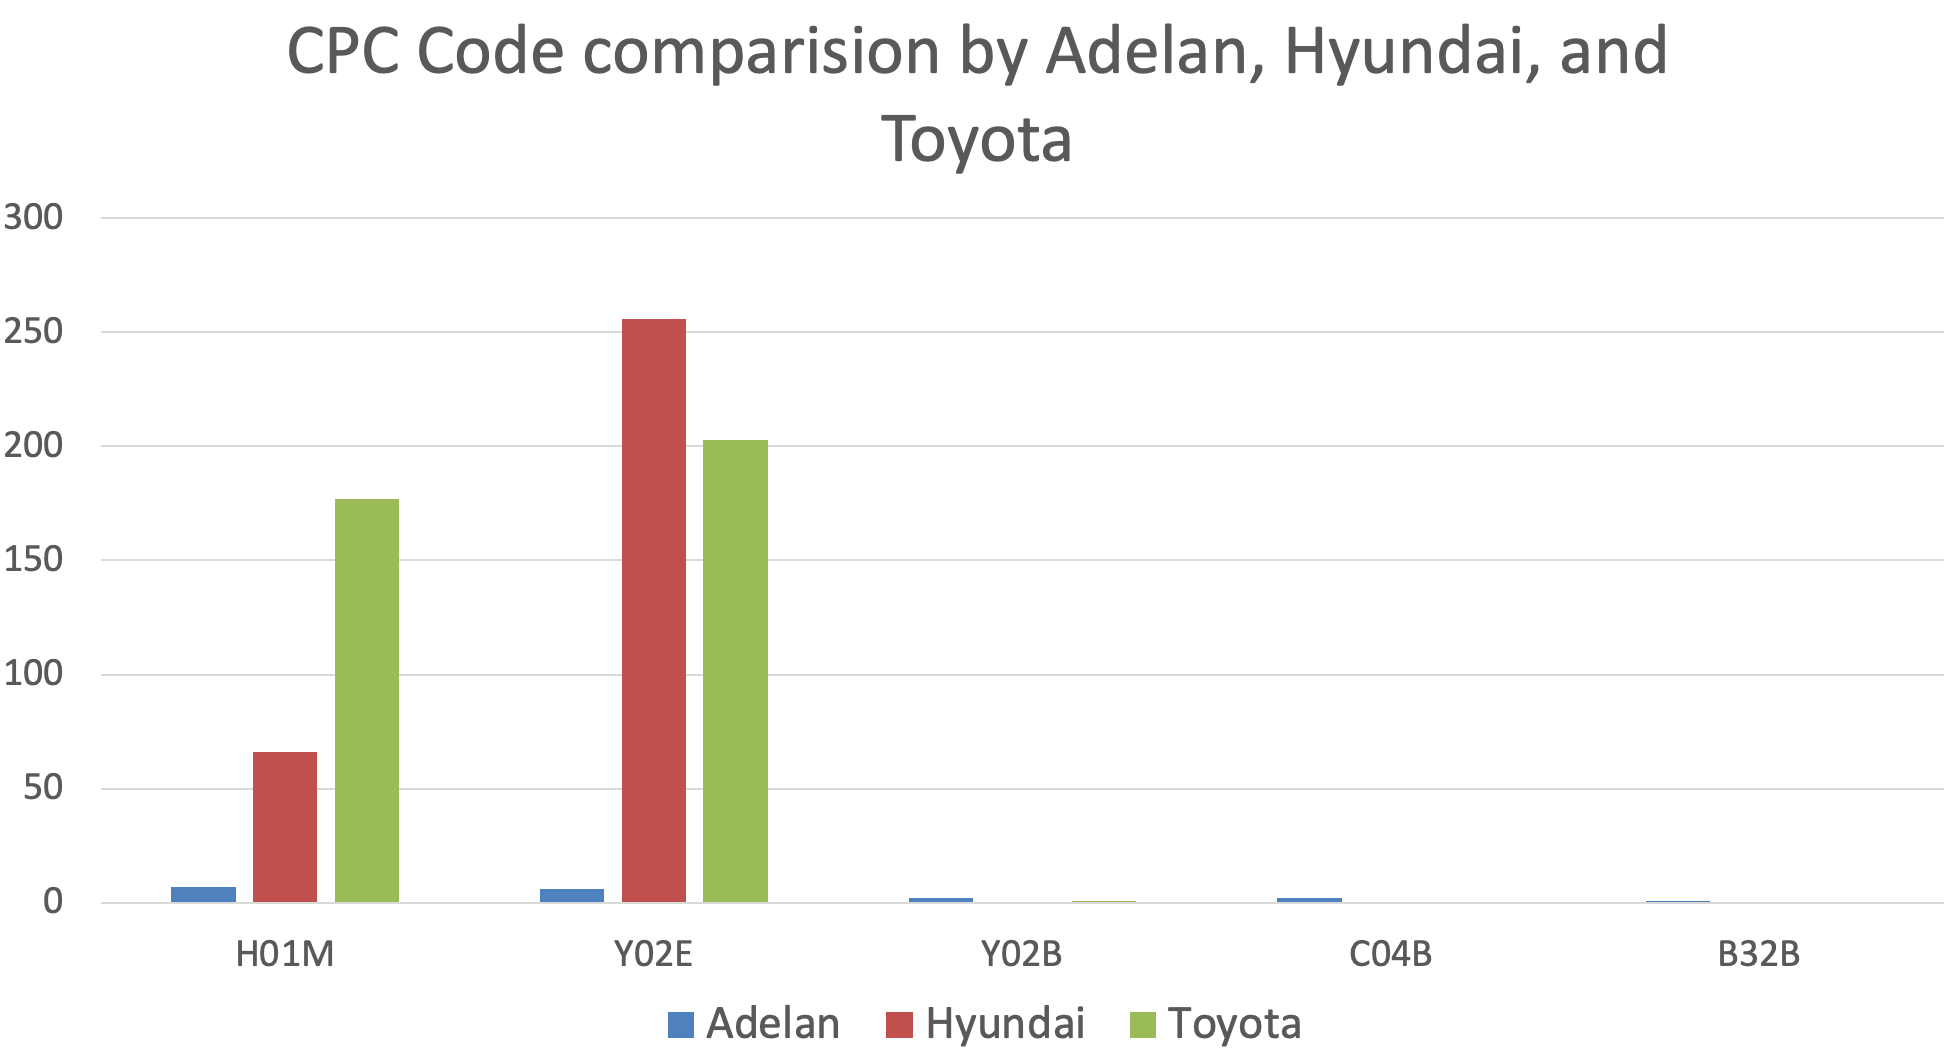 CPC Code comparision by Adelan, Hyundai, and
Toyota
300
250
200
150
100
50
0
H01M Y02E Y02B C04B B32B
Adelan Hyundai Toyota